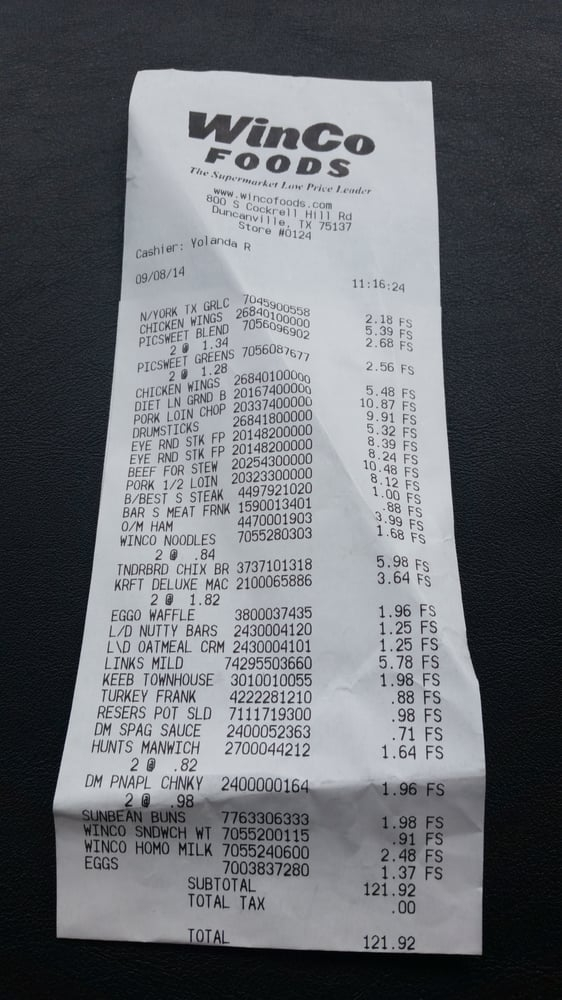 WinCo
FOODS
The Supermarket Low Price Leader
www.wincofoods.com
800 S Cockrell Hill Rd
Duncanville, TX 75137
Store #0124
Cashier: Yolanda R
09/08/14 11:16:24
N/YORK TX GRLC 7045900558 2.18 FS
CHICKEN WINGS 26840100000 5.39 FS
PICSWEET BLEND 7056096902 2.68 FS
2 @ 1.34
PICSWEET GREENS 7056087677 2.56 FS
2 @ 1.28
CHICKEN WINGS 26840100000 5.48 FS
DIET LN GRND B 20167400000 10.87 FS
PORK LOIN CHOP 20337400000 9.91 FS
DRUMSTICKS 26841800000 5.32 FS
EYE RND STK FP 20148200000 8.39 FS
EYE RND STK FP 20148200000 8.24 FS
BEEF FOR STEW 20254300000 10.48 FS
PORK 1/2 LOIN 20323300000 8.12 FS
B/BEST S STEAK 4497921020 1.00 FS
BAR S MEAT FRNK 1590013401 .88 FS
O/M HAM 4470001903 3.99 FS
WINCO NOODLES 7055280303 1.68 FS
2 @ .84
TNDRBRD CHIX BR 3737101318 5.98 FS
KRFT DELUXE MAC 2100065886 3.64 FS
2 @ 1.82
EGGO WAFFLE 3800037435 1.96 FS
L/D NUTTY BARS 2430004120 1.25 FS
L\D OATMEAL CRM 2430004101 1.25 FS
LINKS MILD 74295503660 5.78 FS
KEEB TOWNHOUSE 3010010055 1.98 FS
TURKEY FRANK 4222281210 .88 FS
RESERS POT SLD 7111719300 .98 FS
DM SPAG SAUCE 2400052363 .71 FS
HUNTS MANWICH 2700044212 1.64 FS
2 @ .82
DM PNAPL CHNKY 2400000164 1.96 FS
2 @ .98
SUNBEAN BUNS 7763306333 1.98 FS
WINCO SNDWCH WT 7055200115 .91 FS
WINCO HOMO MILK 7055240600 2.48 FS
EGGS 7003837280 1.37 FS
SUBTOTAL 121.92
TOTAL TAX .00
TOTAL 121.92